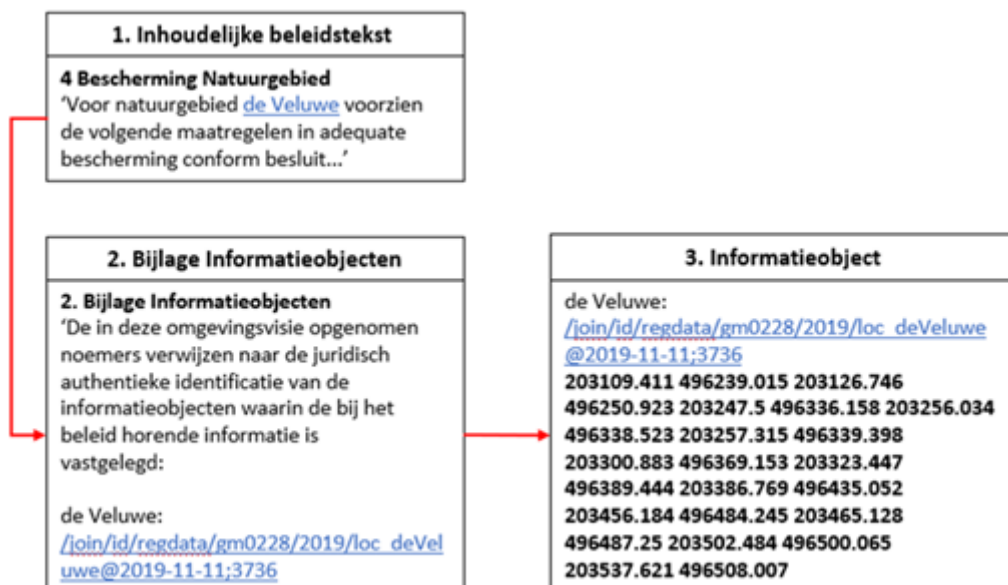 1. Inhoudelijke beleidstekst
4 Bescherming Natuurgebied
‘Voor natuurgebied de Veluwe voorzien
de volgende maatregelen in adequate
bescherming conform besluit...’
2. Bijlage Informatieobjecten
2. Bijlage Informatieobjecten
‘De in deze omgevingsvisie opgenomen
noemers verwijzen naar de juridisch
authentieke identificatie van de
informatieobjecten waarin de bij het
beleid horende informatie is
vastgelegd:
de Veluwe:
/join/id/regdata/gm0228/2019/loc_deVel
uwe@2019-11-11;3736
3. Informatieobject
de Veluwe:
/join/id/regdata/gm0228/2019/loc_deVeluwe
@2019-11-11;3736
203109.411 496239.015 203126.746
496250.923 203247.5 496336.158 203256.034
496338.523 203257.315 496339.398
203300.883 496369.153 203323.447
496389.444 203386.769 496435.052
203456.184 496484.245 203465.128
496487.25 203502.484 496500.065
203537.621 496508.007